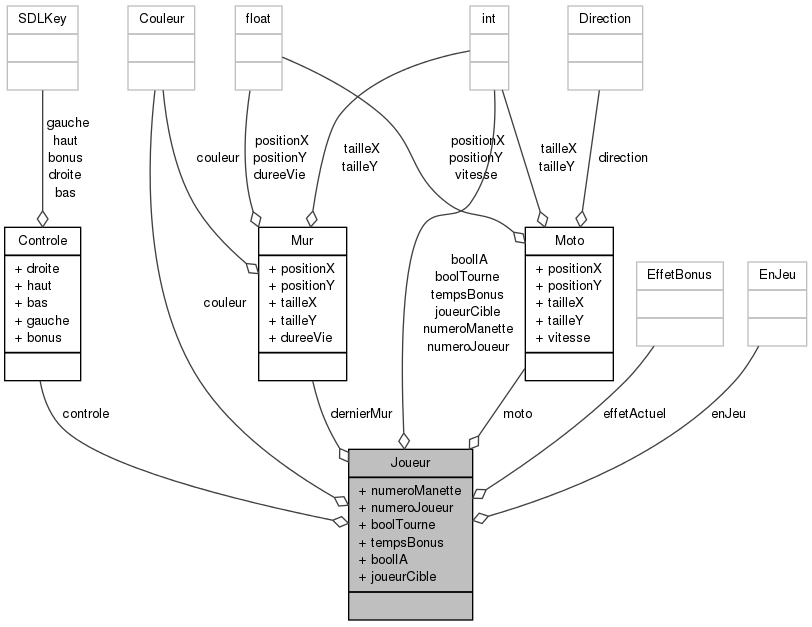 SDLKey
Couleur
float
int
Direction
gauche
haut
bonus
droite
bas
couleur
positionX
positionY
dureeVie
tailleX
tailleY
positionX
positionY
vitesse
tailleX
tailleY
direction
Controle
+ droite
+ haut
+ bas
+ gauche
+ bonus
couleur
Mur
+ positionX
+ positionY
+ tailleX
+ tailleY
+ dureeVie
boolIA
boolTourne
tempsBonus
joueurCible
numeroManette
numeroJoueur
Moto
+ positionX
+ positionY
+ tailleX
+ tailleY
+ vitesse
EffetBonus
EnJeu
controle
dernierMur
moto
effetActuel
enJeu
Joueur
+ numeroManette
+ numeroJoueur
+ boolTourne
+ tempsBonus
+ boolIA
+ joueurCible